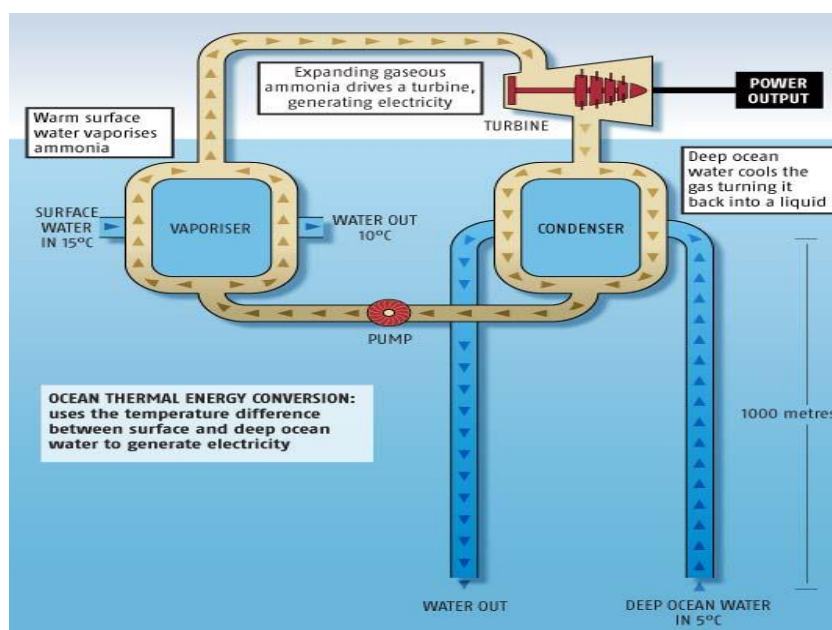 Expanding gaseous
ammonia drives a turbine,
generating electricity
POWER
OUTPUT
TURBINE
Warm surface
water vaporises
ammonia
Deep ocean
water cools the
gas turning it
back into a liquid
SURFACE
WATER
IN 15°C
VAPORISER
WATER OUT
10°C
CONDENSER
PUMP
OCEAN THERMAL ENERGY CONVERSION:
uses the temperature difference
between surface and deep ocean
water to generate electricity
1000 metres
WATER OUT
DEEP OCEAN WATER
IN 5°C